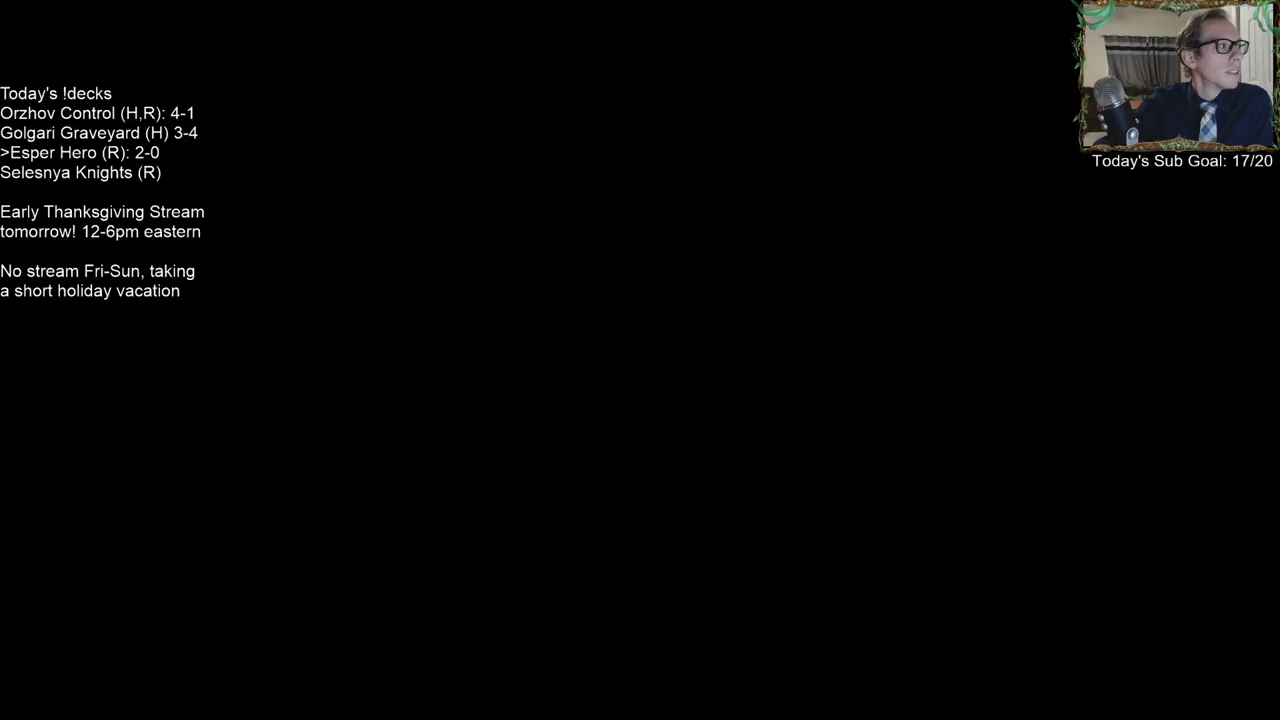 Today's !decks
Orzhov Control (H,R): 4-1
Golgari Graveyard (H) 3-4
>Esper Hero (R): 2-0
Selesnya Knights (R)
Early Thanksgiving Stream
tomorrow! 12-6pm eastern
No stream Fri-Sun, taking
a short holiday vacation
Today's Sub Goal: 17/20